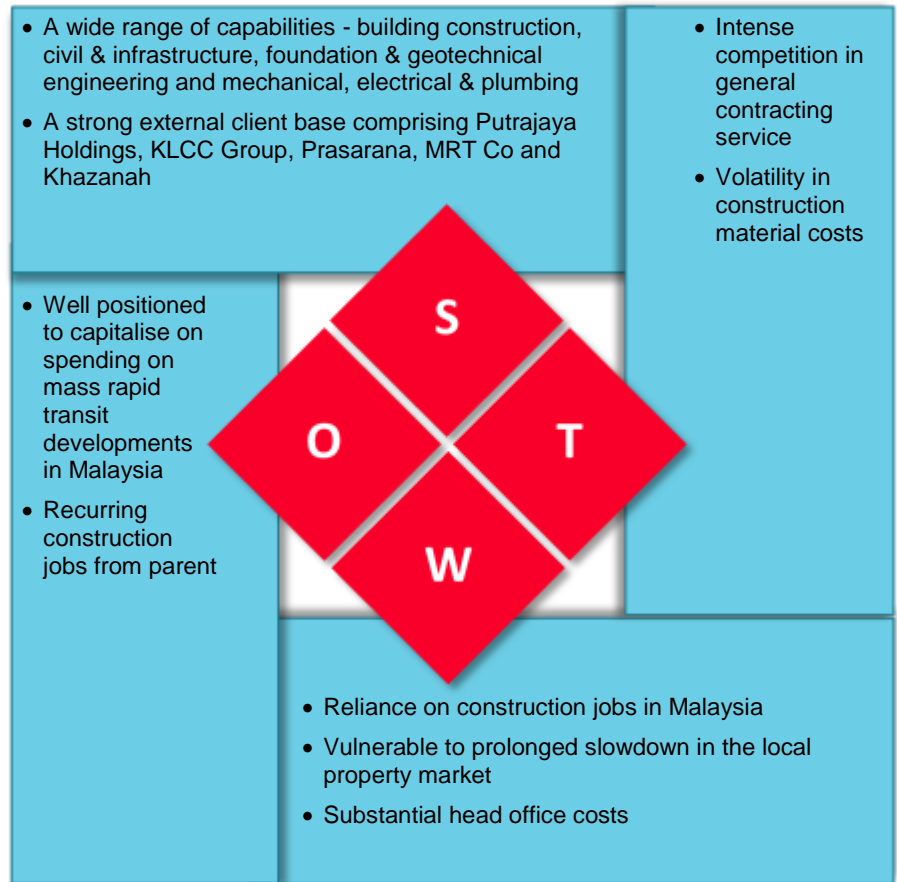 • A wide range of capabilities - building construction,
civil & infrastructure, foundation & geotechnical
engineering and mechanical, electrical & plumbing
• A strong external client base comprising Putrajaya
Holdings, KLCC Group, Prasarana, MRT Co and
Khazanah
• Intense
competition in
general
contracting
service
• Volatility in
construction
material costs
• Well positioned
to capitalise on
spending on
mass rapid
transit
developments
in Malaysia
• Recurring
construction
jobs from parent
S
O
T
W
• Reliance on construction jobs in Malaysia
• Vulnerable to prolonged slowdown in the local
property market
• Substantial head office costs